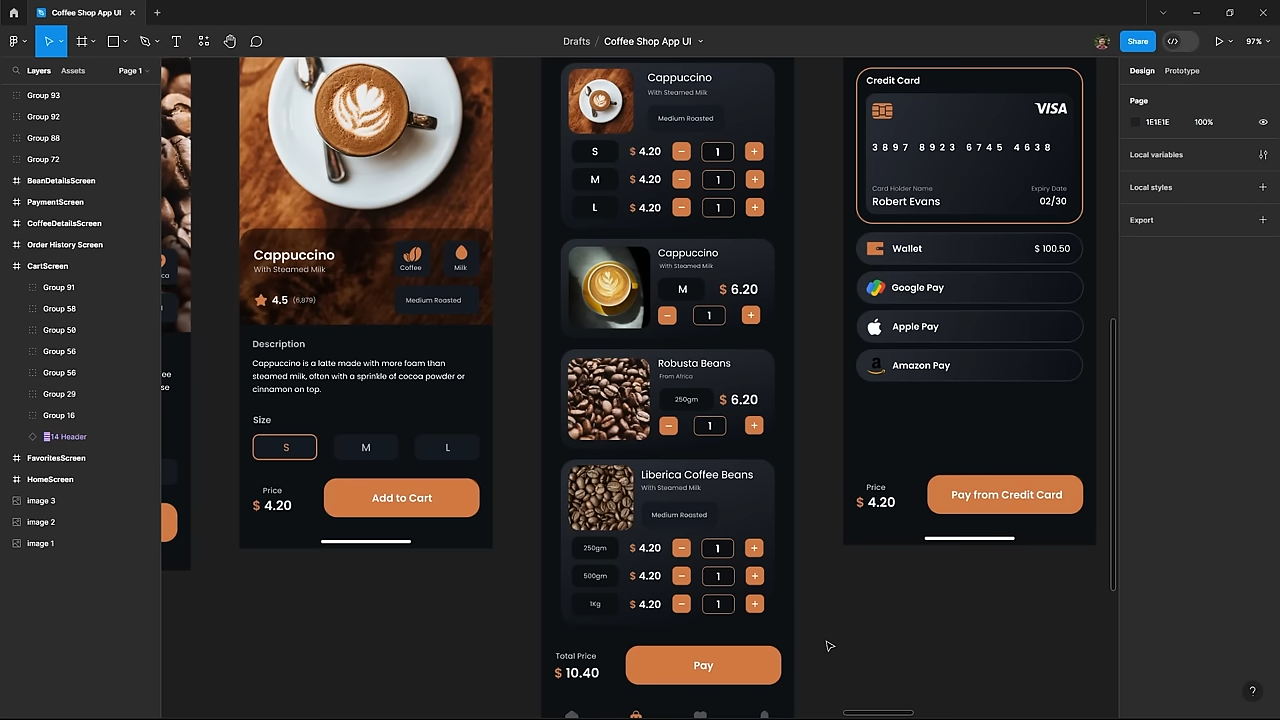 Coffee Shop App UI
Drafts / Coffee Shop App UI
Share
97%
Layers
Assets
Page 1
Group 93
Group 92
Group 88
Group 72
BeanDetailsScreen
PaymentScreen
CoffeeDetailsScreen
Order History Screen
CartScreen
Group 91
Group 58
Group 50
Group 56
Group 56
Group 29
Group 16
14 Header
FavoritesScreen
HomeScreen
image 3
image 2
image 1
Cappuccino
With Steamed Milk
Coffee
Milk
4.5 (6,879)
Medium Roasted
Description
Cappuccino is a latte made with more foam than
steamed milk, often with a sprinkle of cocoa powder or
cinnamon on top.
Size
S M L
Price
$ 4.20
Add to Cart
Cappuccino
With Steamed Milk
Medium Roasted
S $ 4.20 − 1 +
M $ 4.20 − 1 +
L $ 4.20 − 1 +
Cappuccino
With Steamed Milk
M $ 6.20
− 1 +
Robusta Beans
From Africa
250gm $ 6.20
− 1 +
Liberica Coffee Beans
With Steamed Milk
Medium Roasted
250gm $ 4.20 − 1 +
500gm $ 4.20 − 1 +
1Kg $ 4.20 − 1 +
Total Price
$ 10.40
Pay
Credit Card
VISA
3897 8923 6745 4638
Card Holder Name
Expiry Date
Robert Evans
02/30
Wallet $ 100.50
Google Pay
Apple Pay
Amazon Pay
Price
$ 4.20
Pay from Credit Card
Design
Prototype
Page
1E1E1E 100%
Local variables
Local styles
Export
?